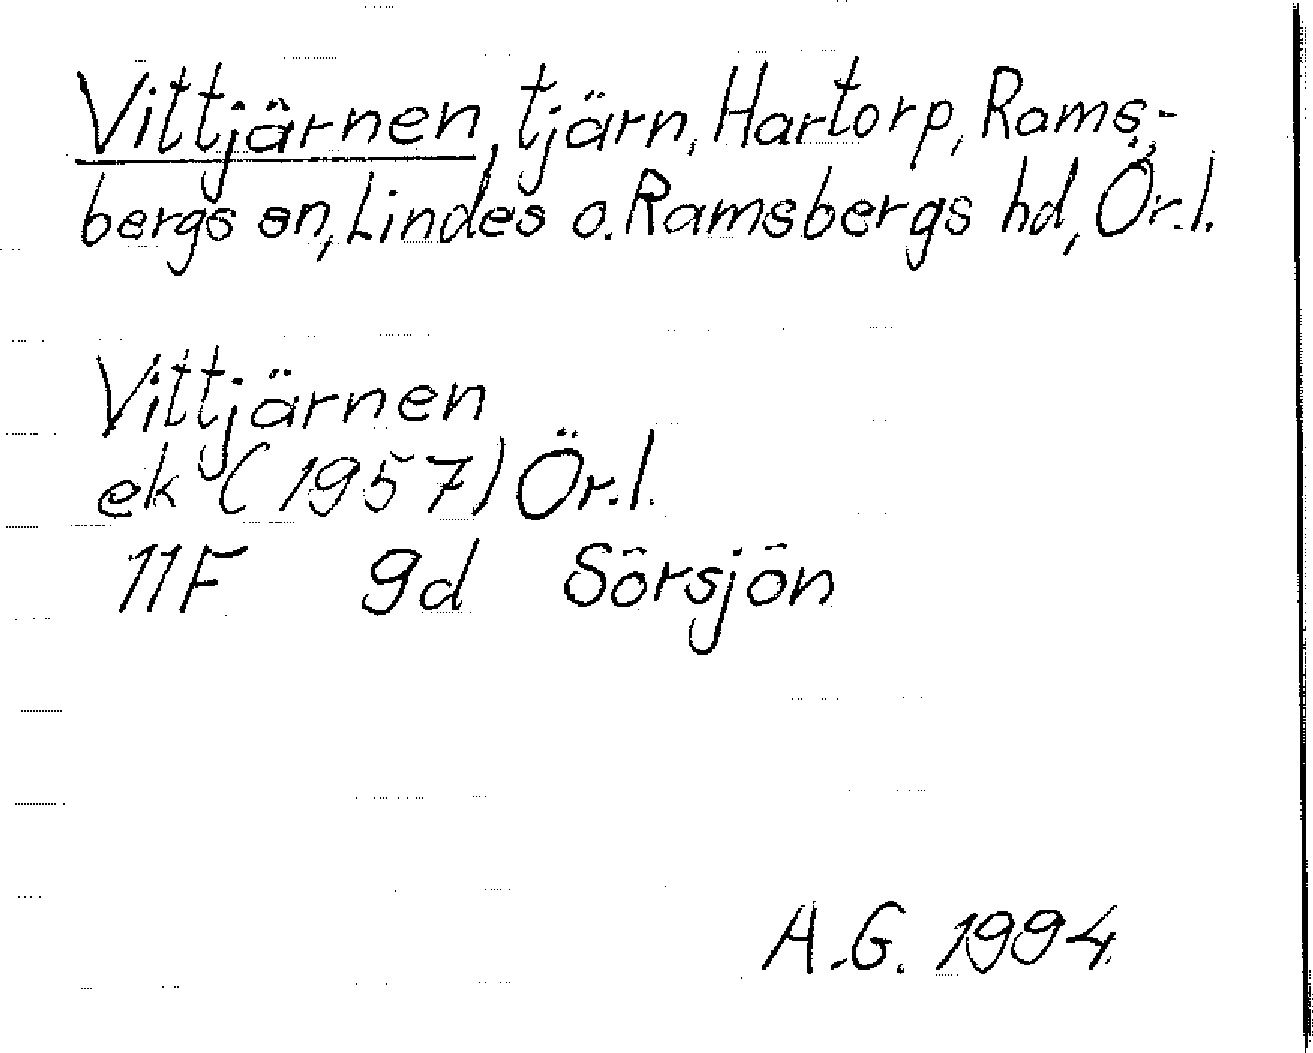 Vittjärnen, tjärn, Hartorp, Rams-
bergs sn, Lindes o. Ramsbergs hd, Ör.l.
Vittjärnen
ek (1957) Ör.l.
11F 9d Sörsjön
A.G. 1994